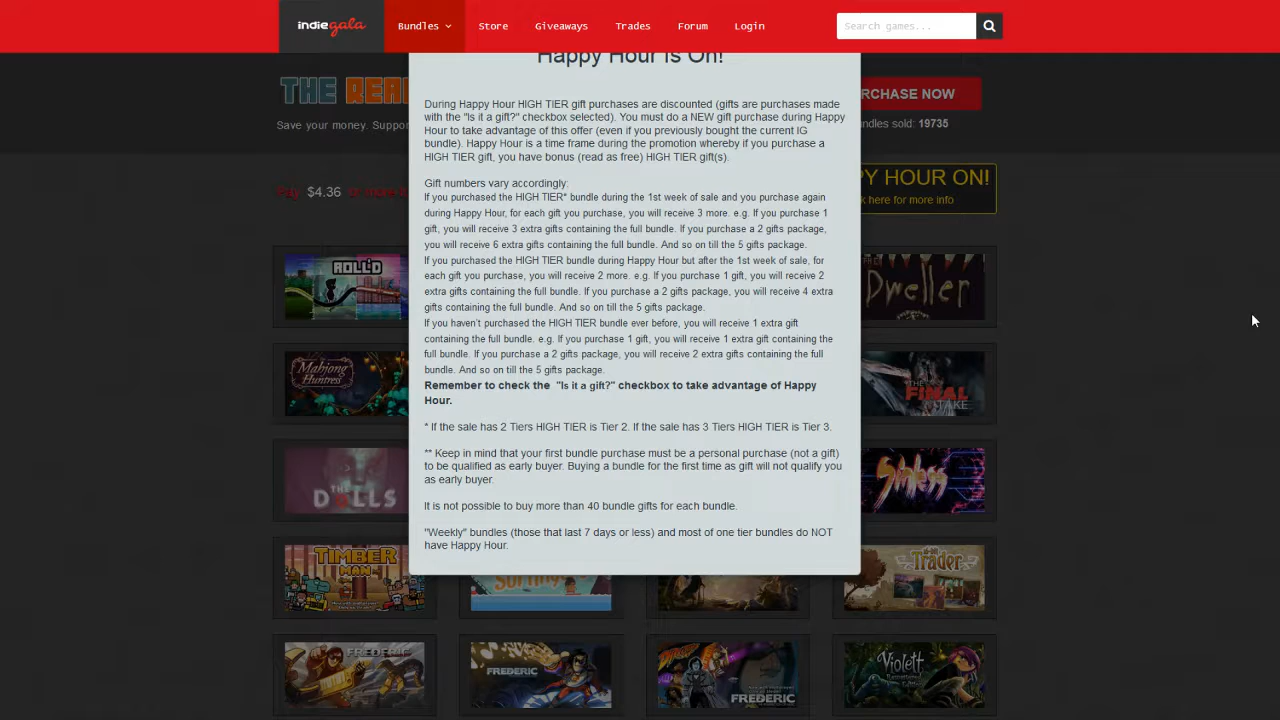 indiegala
Bundles
Store
Giveaways
Trades
Forum
Login
Search games...
Happy Hour Is On!
THE REA
RCHASE NOW
Save your money. Suppor
ndles sold: 19735
During Happy Hour HIGH TIER gift purchases are discounted (gifts are purchases made
with the "Is it a gift?" checkbox selected). You must do a NEW gift purchase during Happy
Hour to take advantage of this offer (even if you previously bought the current IG
bundle). Happy Hour is a time frame during the promotion whereby if you purchase a
HIGH TIER gift, you have bonus (read as free) HIGH TIER gift(s).
Pay $4.36 or more t
PY HOUR ON!
k here for more info
Gift numbers vary accordingly:
If you purchased the HIGH TIER* bundle during the 1st week of sale and you purchase again
during Happy Hour, for each gift you purchase, you will receive 3 more. e.g. If you purchase 1
gift, you will receive 3 extra gifts containing the full bundle. If you purchase a 2 gifts package,
you will receive 6 extra gifts containing the full bundle. And so on till the 5 gifts package.
If you purchased the HIGH TIER bundle during Happy Hour but after the 1st week of sale, for
each gift you purchase, you will receive 2 more. e.g. If you purchase 1 gift, you will receive 2
extra gifts containing the full bundle. If you purchase a 2 gifts package, you will receive 4 extra
gifts containing the full bundle. And so on till the 5 gifts package.
If you haven't purchased the HIGH TIER bundle ever before, you will receive 1 extra gift
containing the full bundle. e.g. If you purchase 1 gift, you will receive 1 extra gift containing the
full bundle. If you purchase a 2 gifts package, you will receive 2 extra gifts containing the full
bundle. And so on till the 5 gifts package.
Remember to check the "Is it a gift?" checkbox to take advantage of Happy
Hour.
* If the sale has 2 Tiers HIGH TIER is Tier 2. If the sale has 3 Tiers HIGH TIER is Tier 3.
** Keep in mind that your first bundle purchase must be a personal purchase (not a gift)
to be qualified as early buyer. Buying a bundle for the first time as gift will not qualify you
as early buyer.
It is not possible to buy more than 40 bundle gifts for each bundle.
"Weekly" bundles (those that last 7 days or less) and most of one tier bundles do NOT
have Happy Hour.
ROLL'D
Dweller
Mahjong
Huntress
THE
FINAL
TAKE
THE
DOLLS
Sinless
TIMBER
MAN
Trader
FREDERIC
FREDERIC
FREDERIC
Violett
Remastered